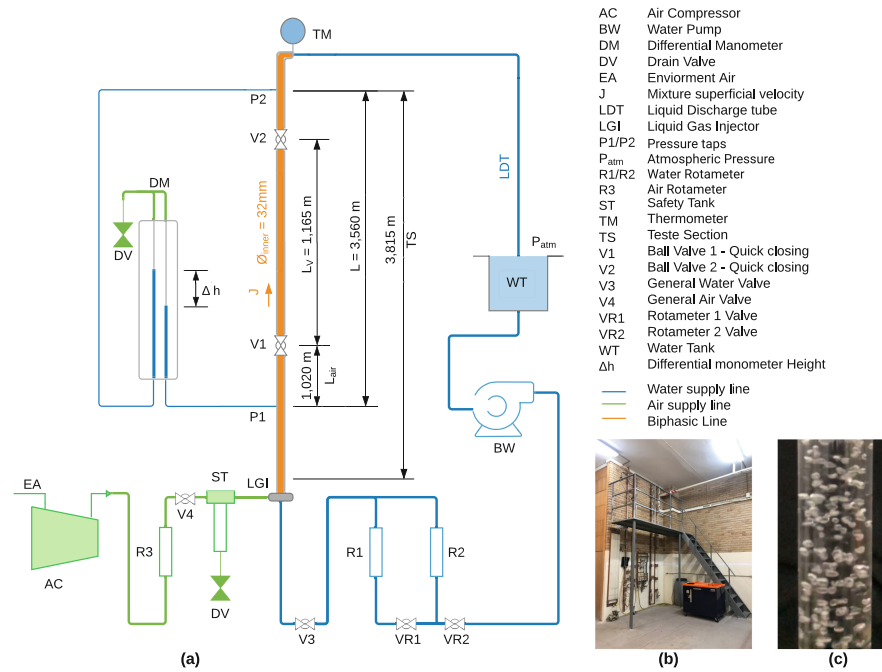 TM
P2
V2
DM
DV
Δ h
Øinner = 32mm
J
LV = 1,165 m
L = 3,560 m
3,815 m
TS
V1
1,020 m
Lair
P1
LDT
Patm
WT
BW
LGI
ST
EA
V4
R3
AC
DV
R1
R2
V3
VR1
VR2
(a)
AC Air Compressor
BW Water Pump
DM Differential Manometer
DV Drain Valve
EA Enviorment Air
J Mixture superficial velocity
LDT Liquid Discharge tube
LGI Liquid Gas Injector
P1/P2 Pressure taps
Patm Atmospheric Pressure
R1/R2 Water Rotameter
R3 Air Rotameter
ST Safety Tank
TM Thermometer
TS Teste Section
V1 Ball Valve 1 - Quick closing
V2 Ball Valve 2 - Quick closing
V3 General Water Valve
V4 General Air Valve
VR1 Rotameter 1 Valve
VR2 Rotameter 2 Valve
WT Water Tank
Δh Differential monometer Height
Water supply line
Air supply line
Biphasic Line
(b)
(c)